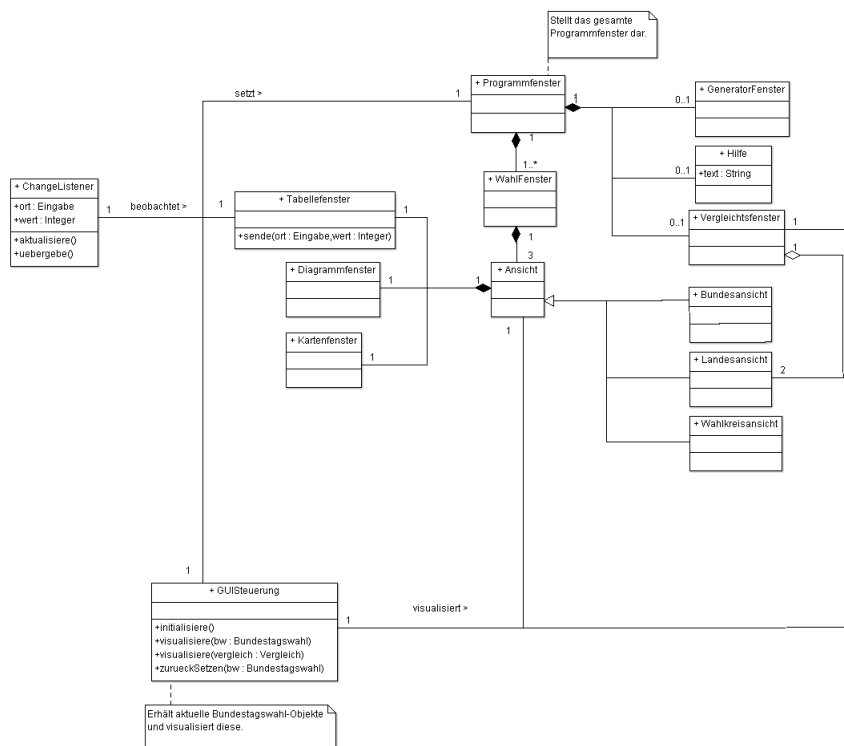 Stellt das gesamte
Programmfenster dar.
setzt >
1
+ Programmfenster
1
1
+ GeneratorFenster
0..1
1
1..*
+ Hilfe
+text : String
0..1
+ ChangeListener
+ort : Eingabe
+wert : Integer
+aktualisiere()
+uebergebe()
1
beobachtet >
1
+ Tabellefenster
+sende(ort : Eingabe,wert : Integer)
1
+ WahlFenster
1
3
+ Vergleichtsfenster
0..1
1
1
+ Diagrammfenster
1
1
+ Ansicht
1
+ Bundesansicht
+ Kartenfenster
1
+ Landesansicht
2
+ Wahlkreisansicht
1
+ GUISteuerung
+initialisiere()
+visualisiere(bw : Bundestagswahl)
+visualisiere(vergleich : Vergleich)
+zurueckSetzen(bw : Bundestagswahl)
1
visualisiert >
Erhält aktuelle Bundestagswahl-Objekte
und visualisiert diese.